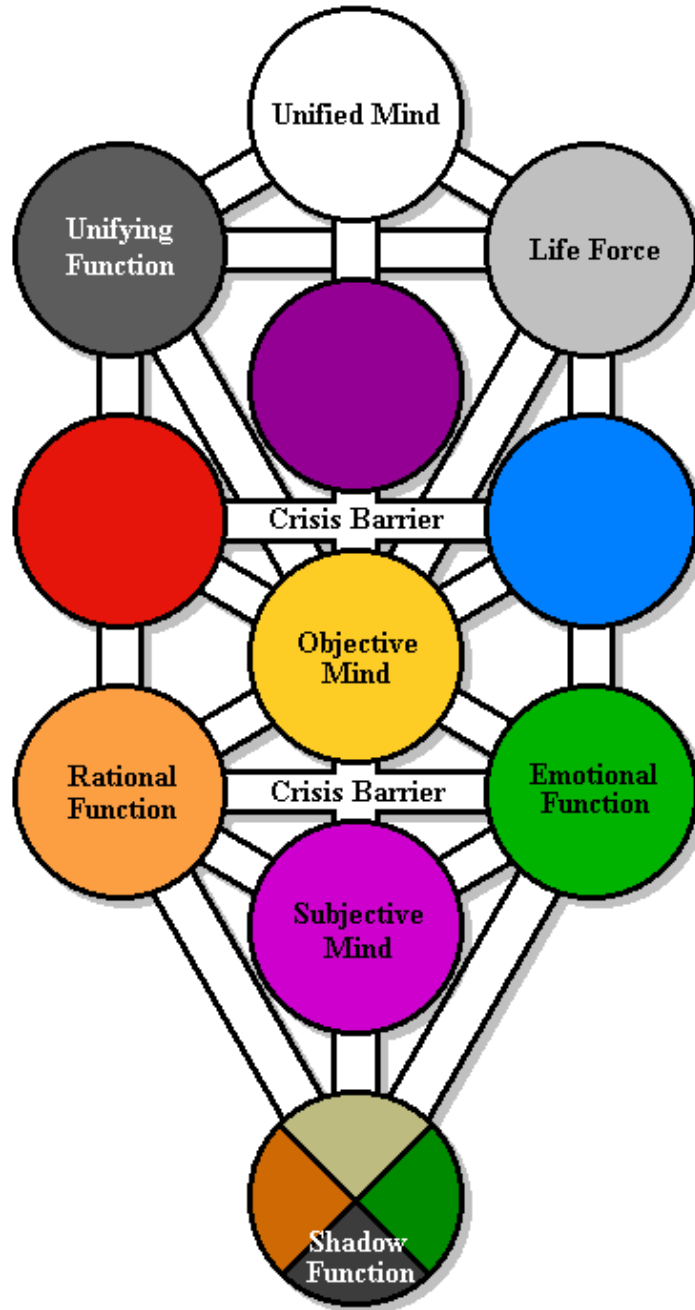 Unified Mind
Unifying
Function
Life Force
Crisis Barrier
Objective
Mind
Rational
Function
Crisis Barrier
Emotional
Function
Subjective
Mind
Shadow
Function